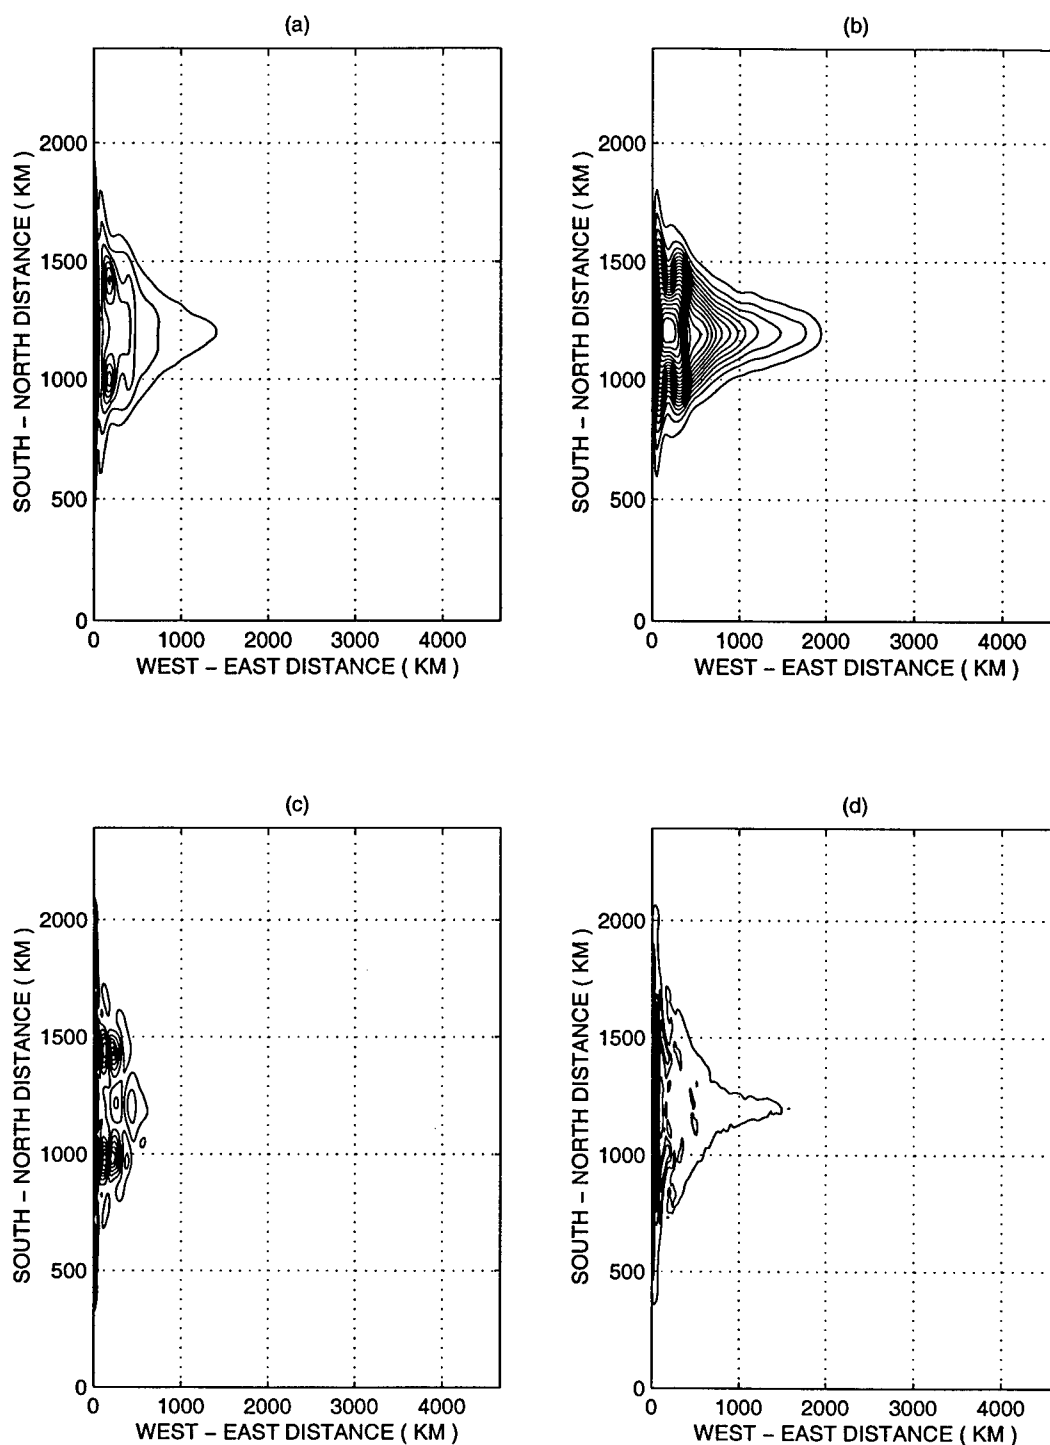 (a)
(b)
2000
1500
1000
500
0
SOUTH – NORTH DISTANCE ( KM )
0 1000 2000 3000 4000
WEST – EAST DISTANCE ( KM )
2000
1500
1000
500
0
SOUTH – NORTH DISTANCE ( KM )
0 1000 2000 3000 4000
WEST – EAST DISTANCE ( KM )
(c)
(d)
2000
1500
1000
500
0
SOUTH – NORTH DISTANCE ( KM )
0 1000 2000 3000 4000
WEST – EAST DISTANCE ( KM )
2000
1500
1000
500
0
SOUTH – NORTH DISTANCE ( KM )
0 1000 2000 3000 4000
WEST – EAST DISTANCE ( KM )